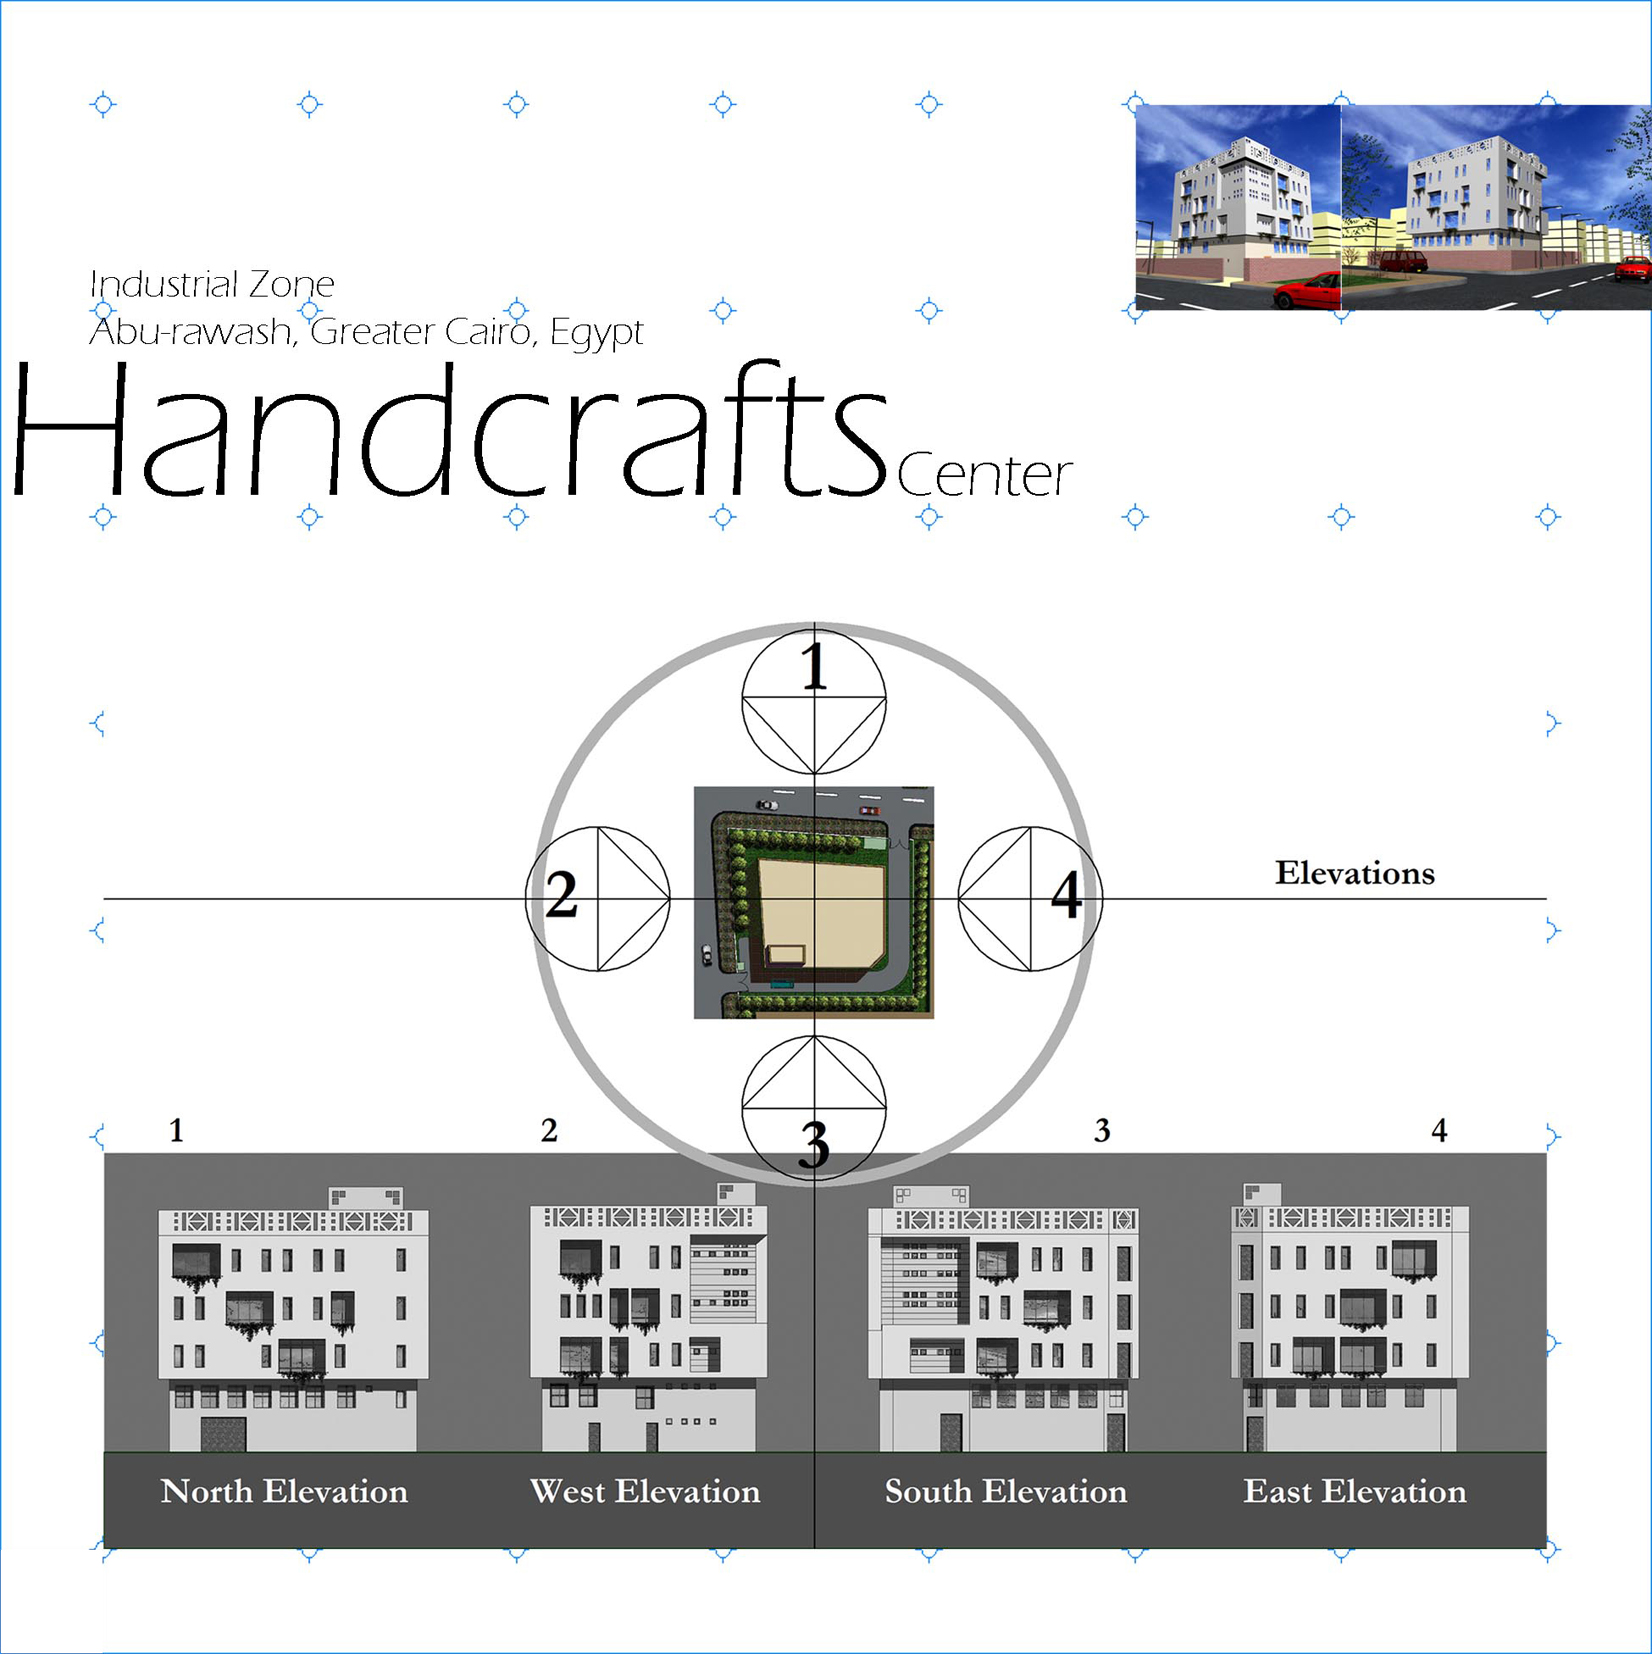 Industrial Zone
Abu-rawash, Greater Cairo, Egypt
Handcrafts Center
1
2
4
Elevations
3
1
2
3
4
North Elevation
West Elevation
South Elevation
East Elevation